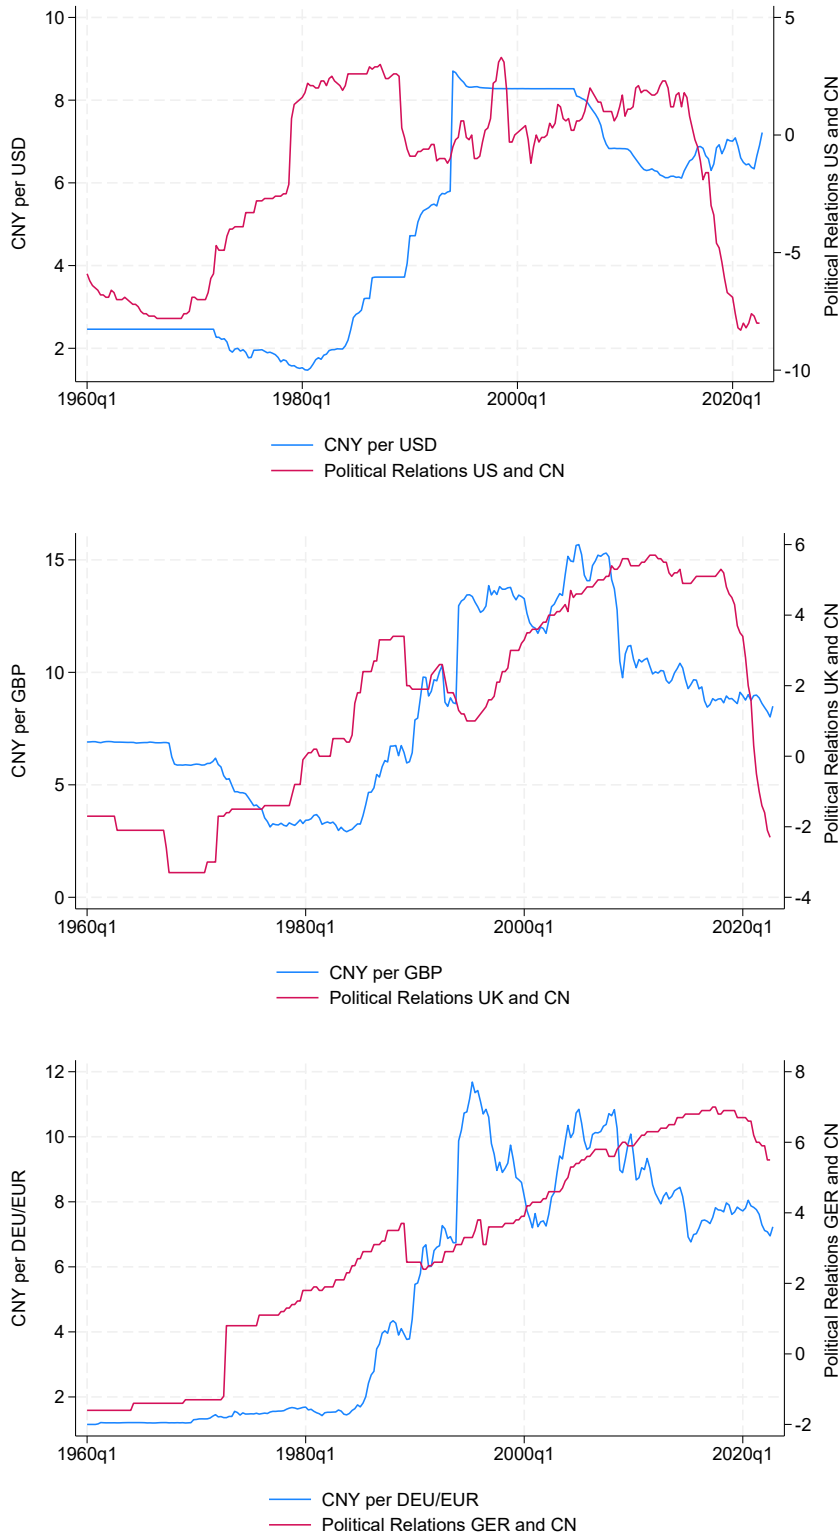 10
8
6
4
2
CNY per USD
5
0
-5
-10
Political Relations US and CN
1960q1
1980q1
2000q1
2020q1
CNY per USD
Political Relations US and CN
15
10
5
0
CNY per GBP
6
4
2
0
-2
-4
Political Relations UK and CN
1960q1
1980q1
2000q1
2020q1
CNY per GBP
Political Relations UK and CN
12
10
8
6
4
2
CNY per DEU/EUR
8
6
4
2
0
-2
Political Relations GER and CN
1960q1
1980q1
2000q1
2020q1
CNY per DEU/EUR
Political Relations GER and CN